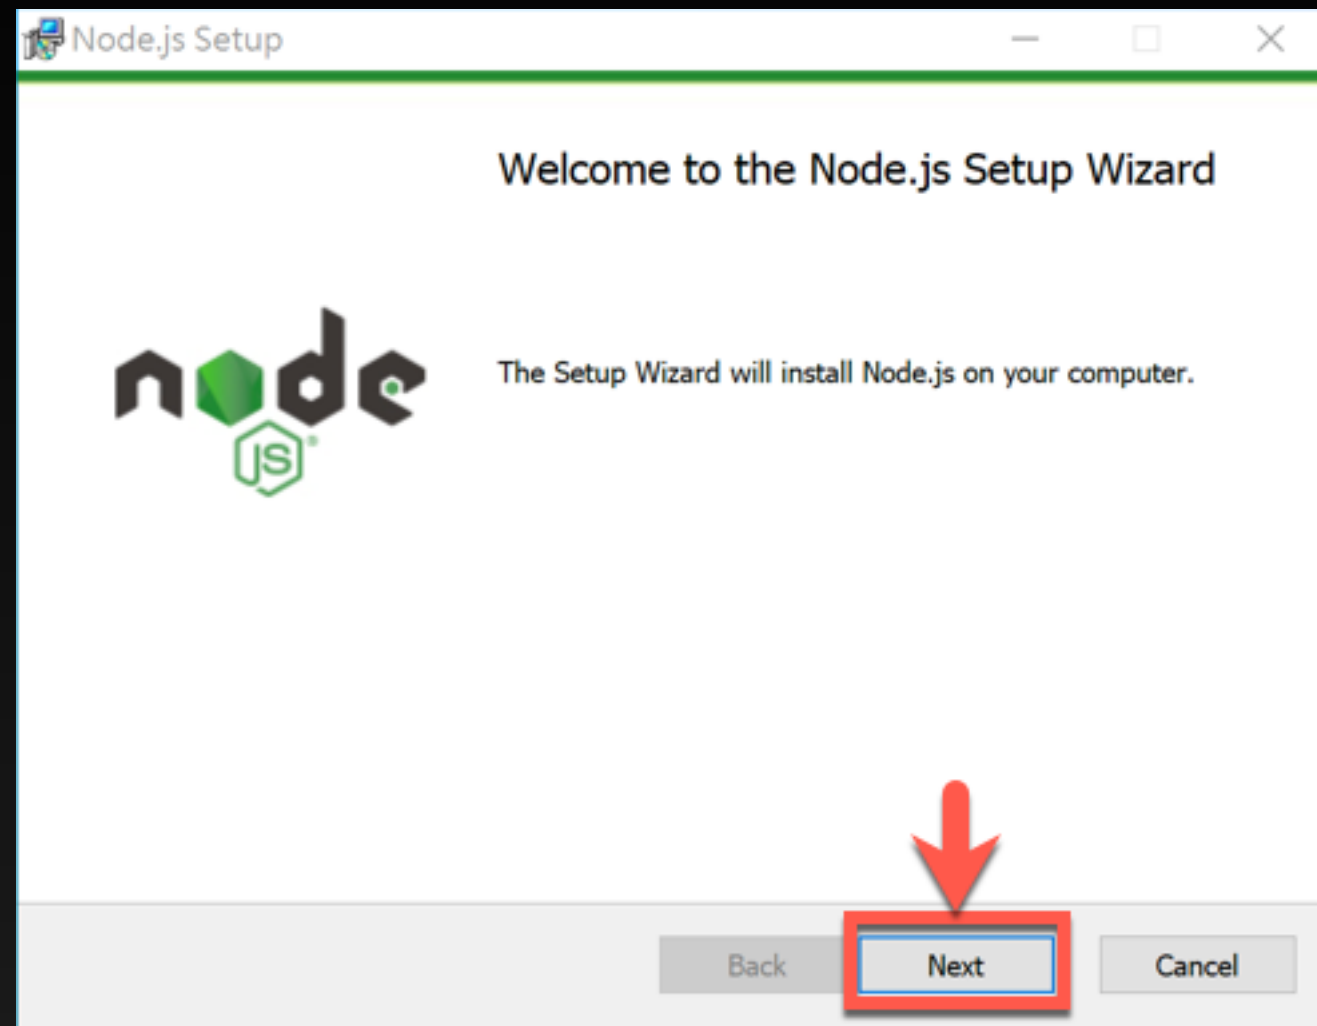 Node.js Setup
Welcome to the Node.js Setup Wizard
node
JS®
The Setup Wizard will install Node.js on your computer.
Back
Next
Cancel